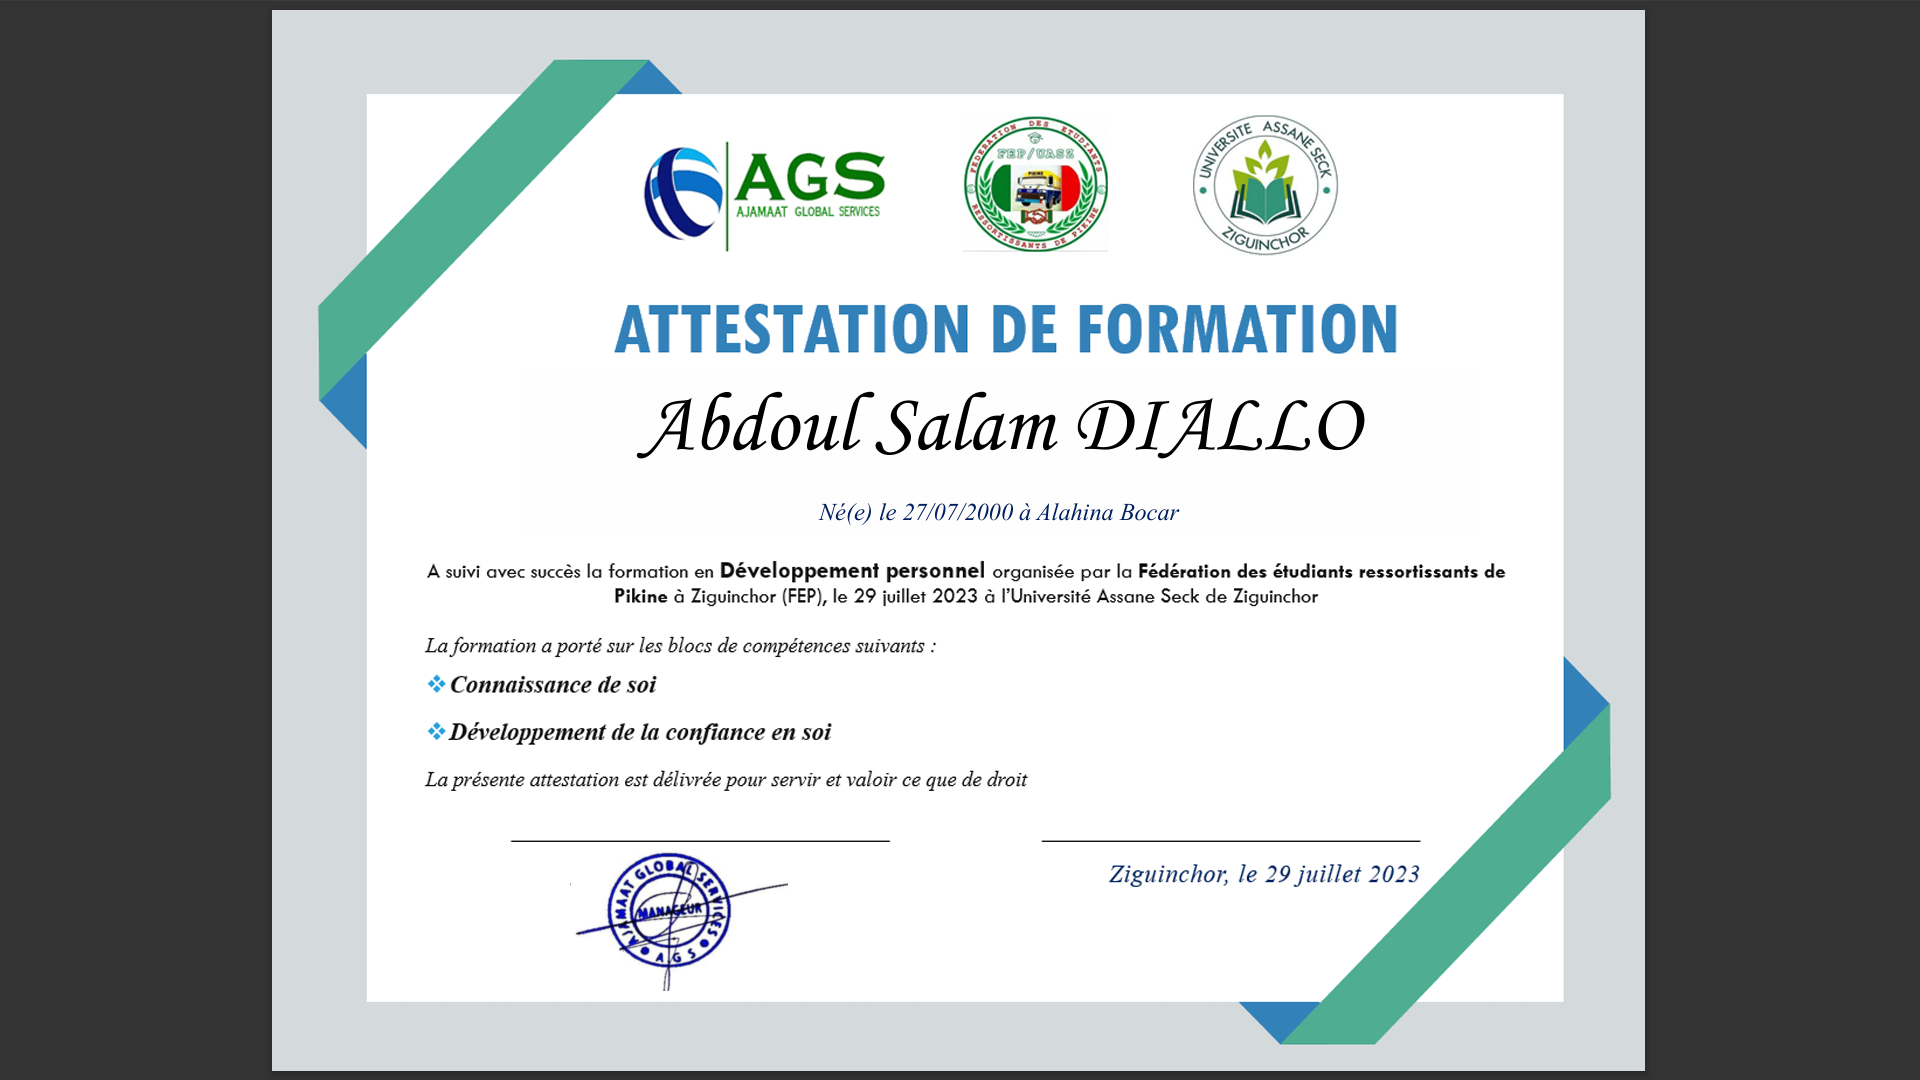 AGS
AJAMAAT GLOBAL SERVICES
FEDERATION DES ETUDIANTS
FEP/UASZ
PIKINE
RESSORTISSANTS DE PIKINE
UNIVERSITE ASSANE SECK
ZIGUINCHOR
ATTESTATION DE FORMATION
Abdoul Salam DIALLO
Né(e) le 27/07/2000 à Alahina Bocar
A suivi avec succès la formation en Développement personnel organisée par la Fédération des étudiants ressortissants de
Pikine à Ziguinchor (FEP), le 29 juillet 2023 à l'Université Assane Seck de Ziguinchor
La formation a porté sur les blocs de compétences suivants :
❖ Connaissance de soi
❖ Développement de la confiance en soi
La présente attestation est délivrée pour servir et valoir ce que de droit
AJAMAAT GLOBAL SERVICES
MANAGEUR
A.G S
Ziguinchor, le 29 juillet 2023